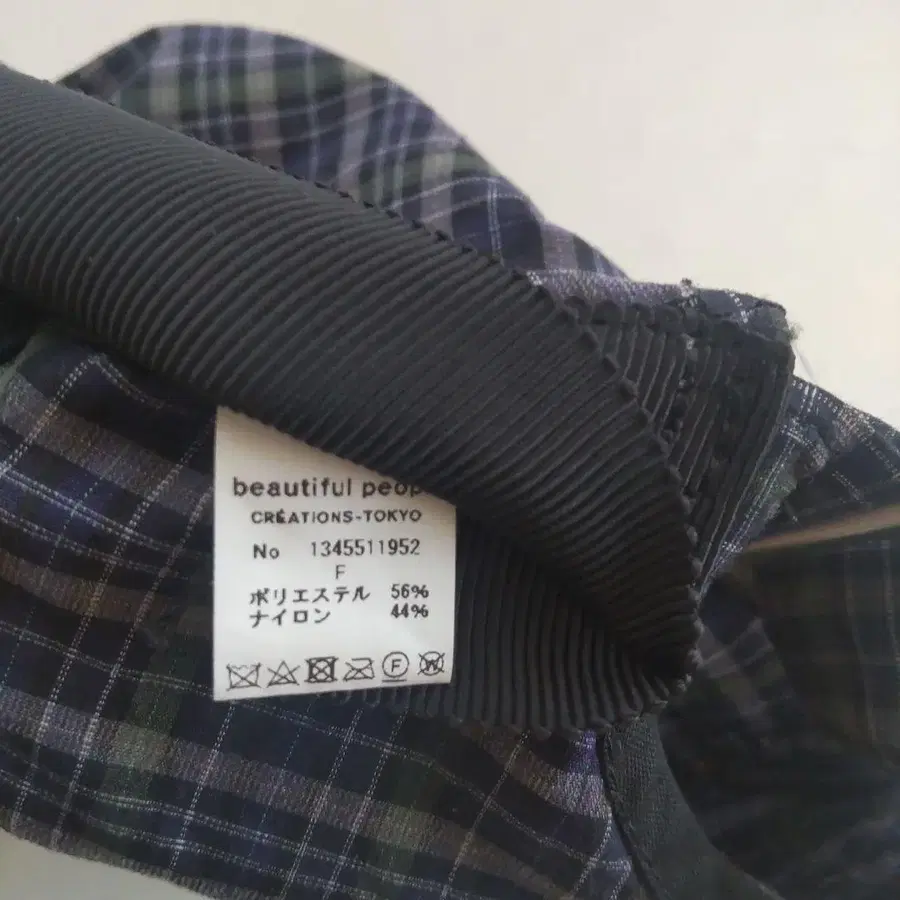 beautiful peop
CRÉATIONS-TOKYO
No 1345511952
F
ポリエステル 56%
ナイロン 44%
F W